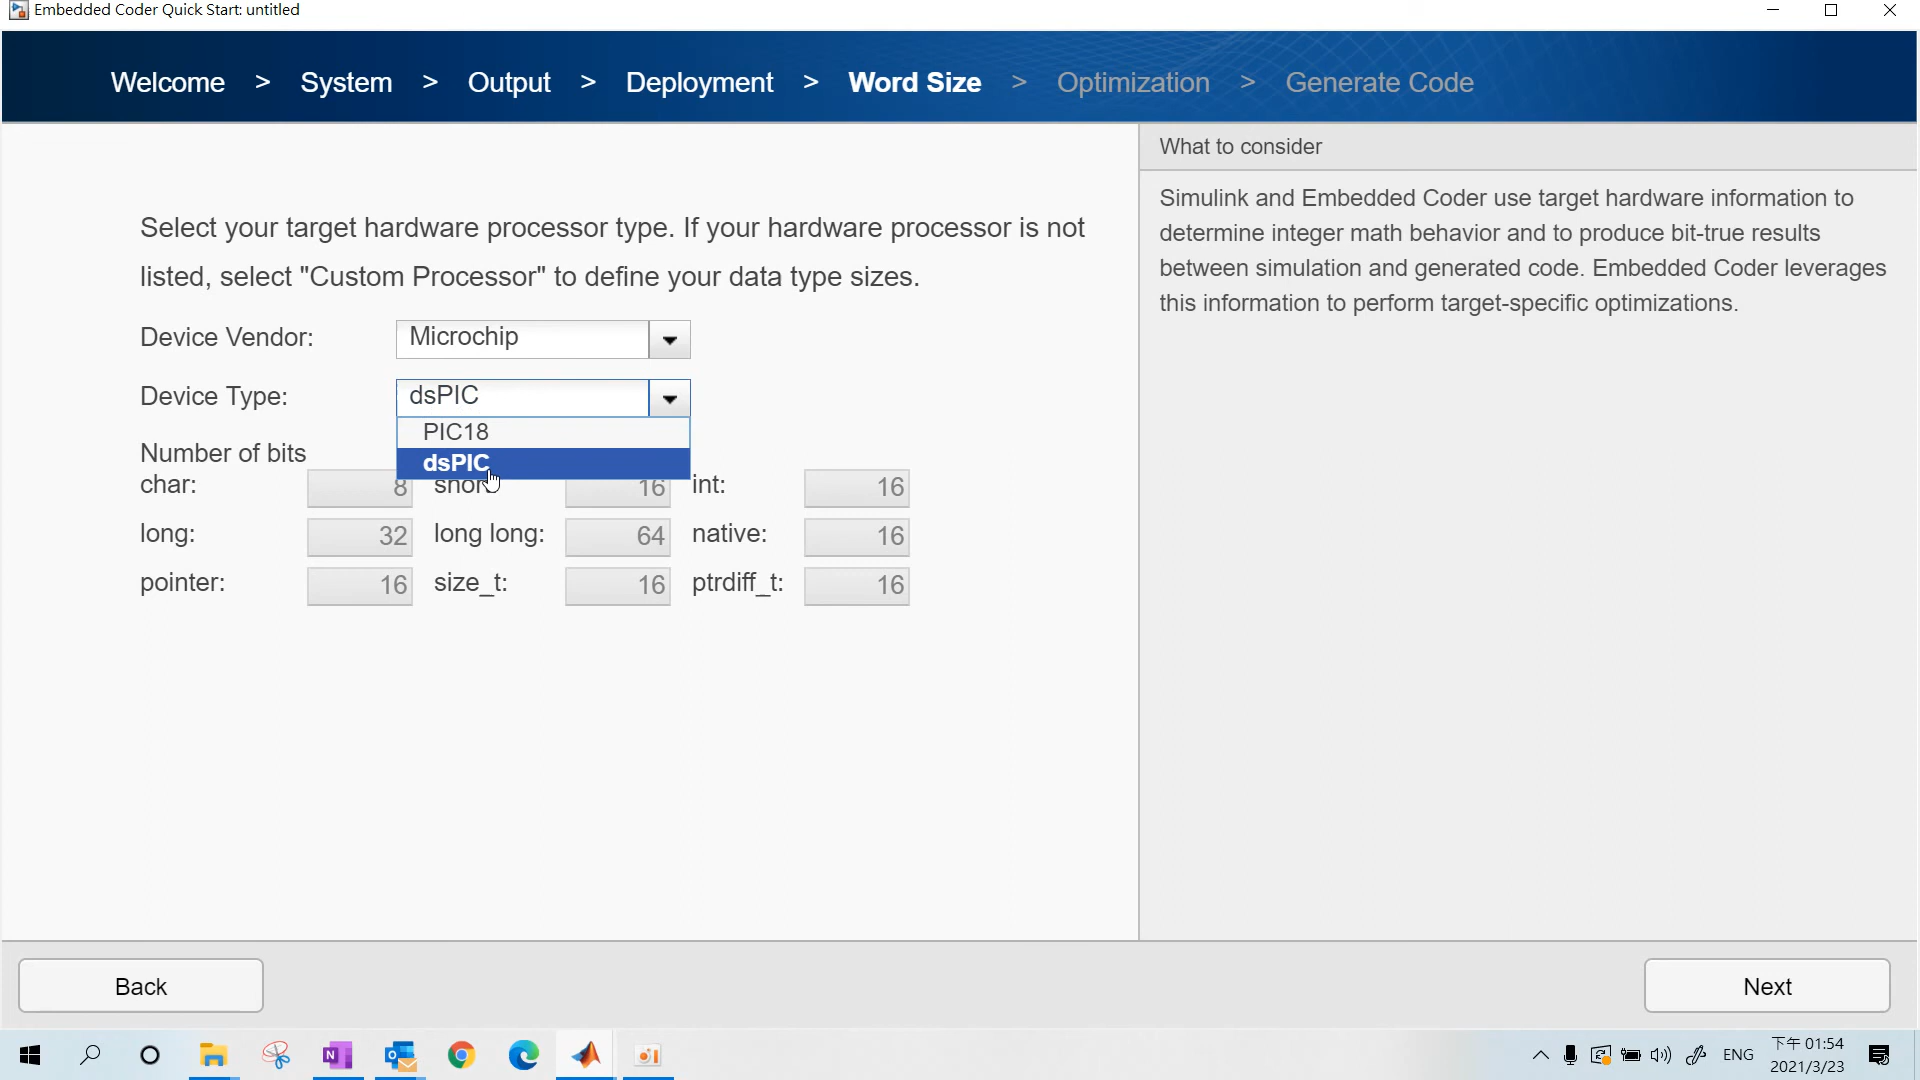 Embedded Coder Quick Start: untitled
Welcome > System > Output > Deployment > Word Size > Optimization > Generate Code
Select your target hardware processor type. If your hardware processor is not
listed, select "Custom Processor" to define your data type sizes.
Device Vendor: Microchip
Device Type: dsPIC
PIC18
dsPIC
Number of bits
char: 8 short: 16 int: 16
long: 32 long long: 64 native: 16
pointer: 16 size_t: 16 ptrdiff_t: 16
What to consider
Simulink and Embedded Coder use target hardware information to
determine integer math behavior and to produce bit-true results
between simulation and generated code. Embedded Coder leverages
this information to perform target-specific optimizations.
Back
Next
ENG
下午 01:54
2021/3/23